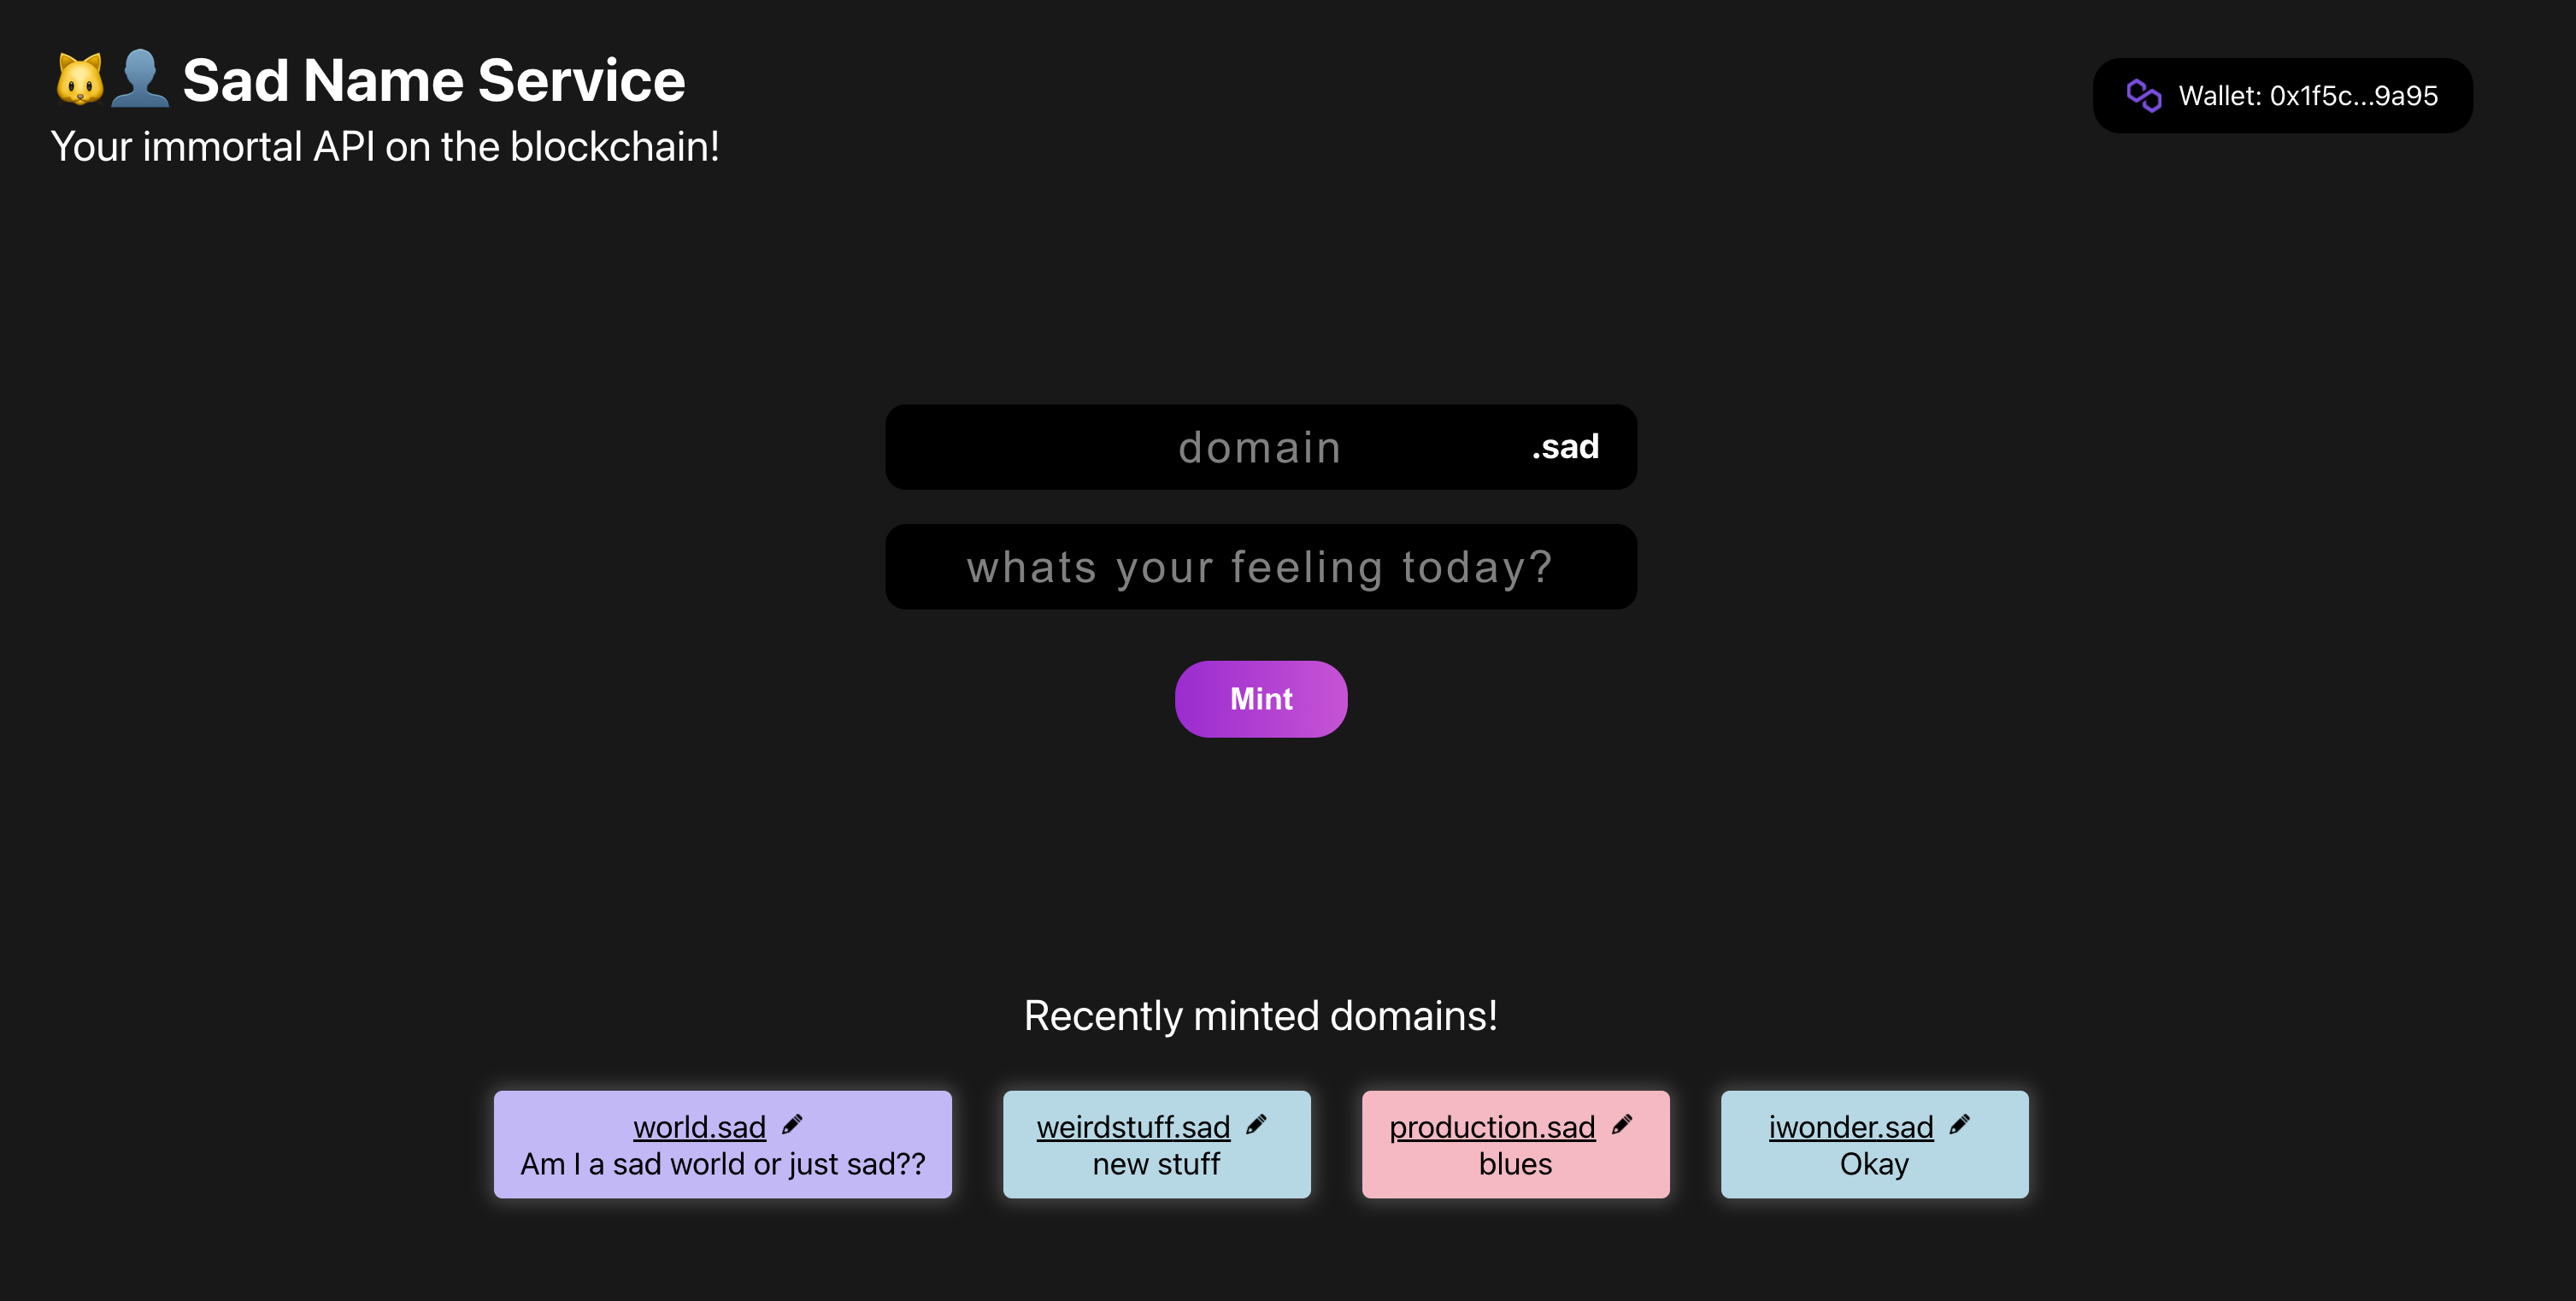 Sad Name Service
Your immortal API on the blockchain!
Wallet: 0x1f5c...9a95
domain .sad
whats your feeling today?
Mint
Recently minted domains!
world.sad
Am I a sad world or just sad??
weirdstuff.sad
new stuff
production.sad
blues
iwonder.sad
Okay